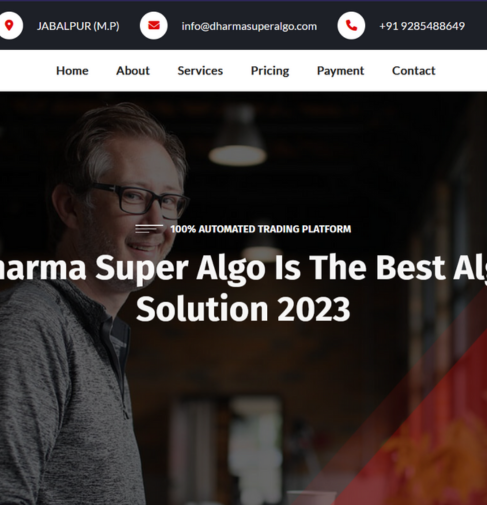 JABALPUR (M.P) info@dharmasuperalgo.com +91 9285488649
Home About Services Pricing Payment Contact
100% AUTOMATED TRADING PLATFORM
harma Super Algo Is The Best Alg
Solution 2023